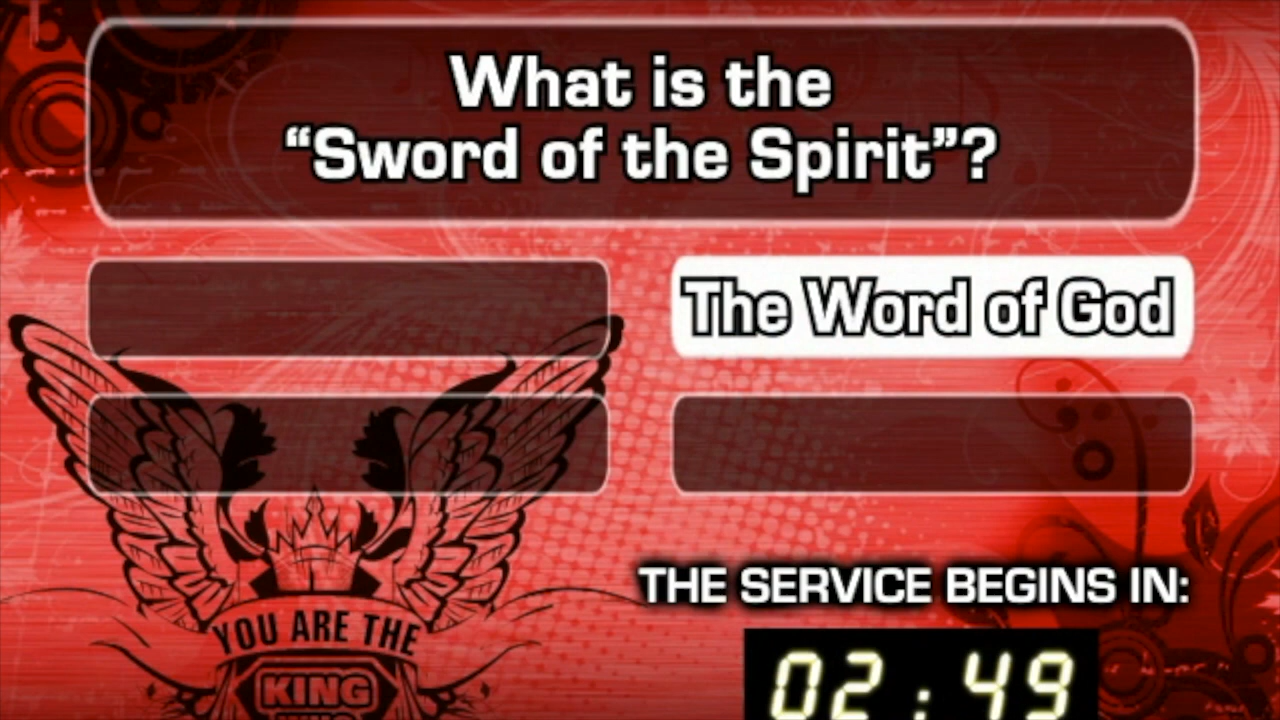 What is the
“Sword of the Spirit”?
The Word of God
THE SERVICE BEGINS IN:
02:49
YOU ARE THE
KING